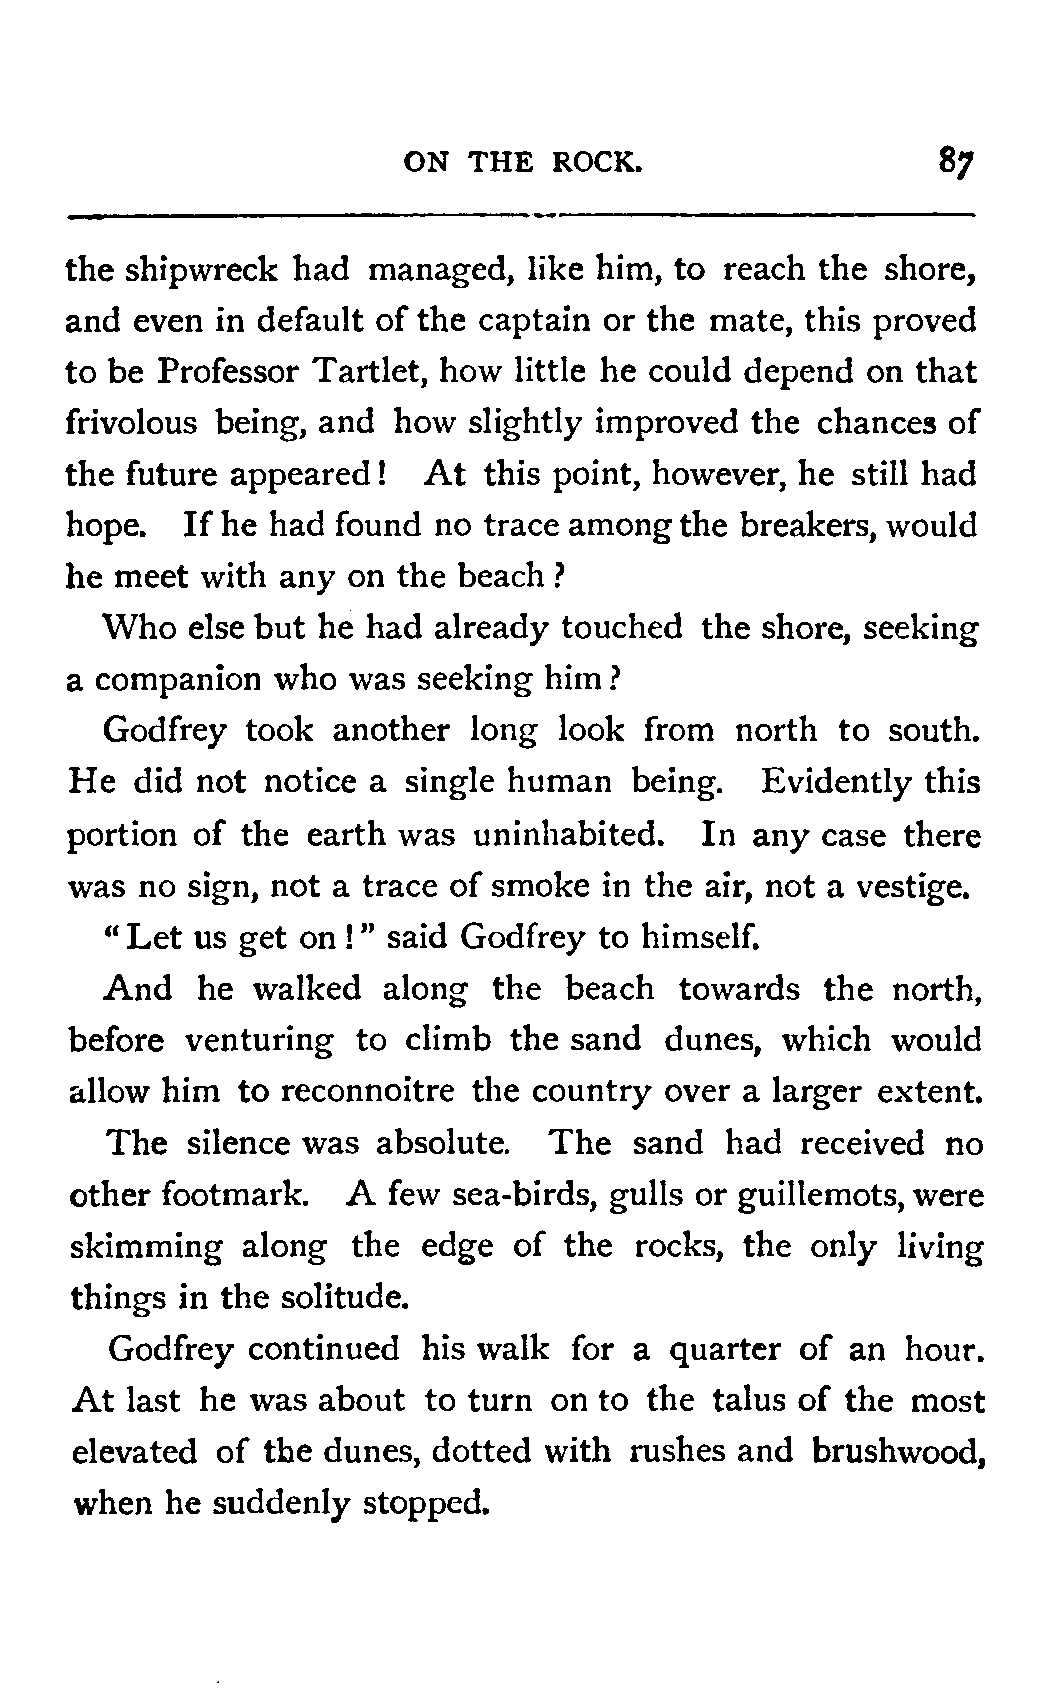 ON THE ROCK. 87
the shipwreck had managed, like him, to reach the shore,
and even in default of the captain or the mate, this proved
to be Professor Tartlet, how little he could depend on that
frivolous being, and how slightly improved the chances of
the future appeared! At this point, however, he still had
hope. If he had found no trace among the breakers, would
he meet with any on the beach?
Who else but he had already touched the shore, seeking
a companion who was seeking him?
Godfrey took another long look from north to south.
He did not notice a single human being. Evidently this
portion of the earth was uninhabited. In any case there
was no sign, not a trace of smoke in the air, not a vestige.
"Let us get on!" said Godfrey to himself.
And he walked along the beach towards the north,
before venturing to climb the sand dunes, which would
allow him to reconnoitre the country over a larger extent.
The silence was absolute. The sand had received no
other footmark. A few sea-birds, gulls or guillemots, were
skimming along the edge of the rocks, the only living
things in the solitude.
Godfrey continued his walk for a quarter of an hour.
At last he was about to turn on to the talus of the most
elevated of the dunes, dotted with rushes and brushwood,
when he suddenly stopped.